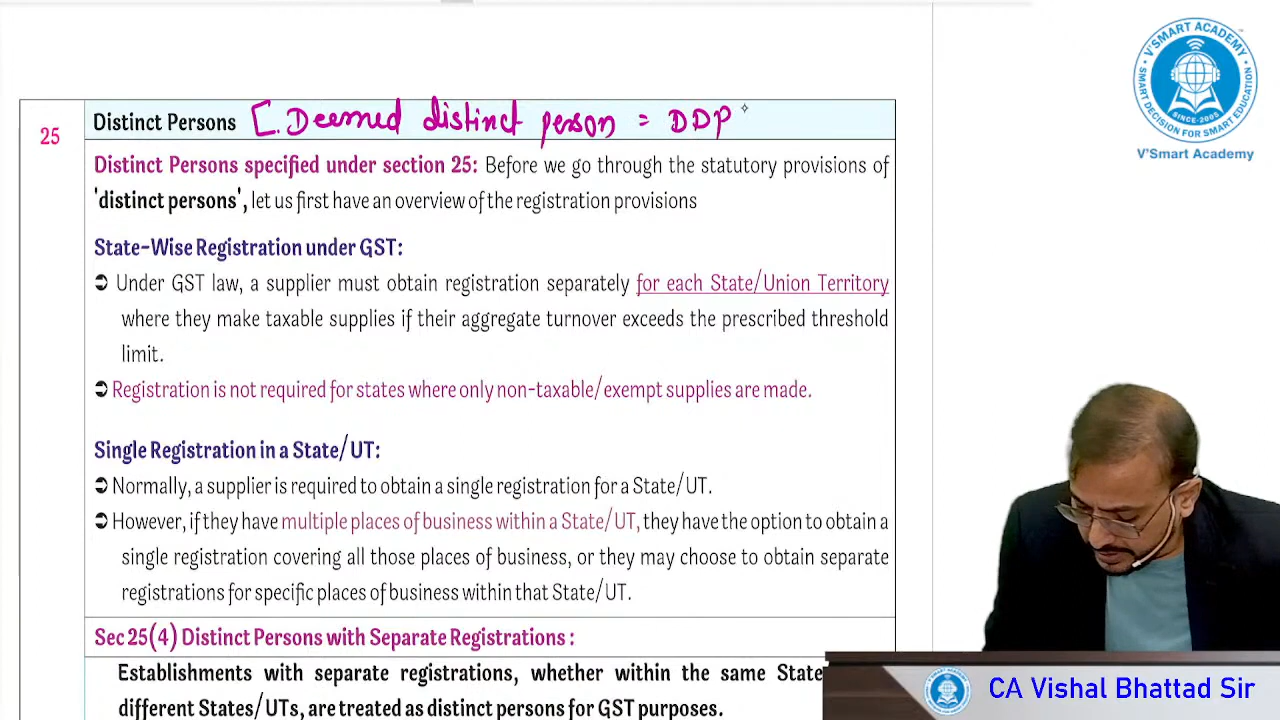 25
Distinct Persons [. Deemed distinct person = DDP
Distinct Persons specified under section 25: Before we go through the statutory provisions of
'distinct persons', let us first have an overview of the registration provisions
State-Wise Registration under GST:
➲ Under GST law, a supplier must obtain registration separately for each State/Union Territory
where they make taxable supplies if their aggregate turnover exceeds the prescribed threshold
limit.
➲ Registration is not required for states where only non-taxable/exempt supplies are made.
Single Registration in a State/UT:
➲ Normally, a supplier is required to obtain a single registration for a State/UT.
➲ However, if they have multiple places of business within a State/UT, they have the option to obtain a
single registration covering all those places of business, or they may choose to obtain separate
registrations for specific places of business within that State/UT.
Sec 25(4) Distinct Persons with Separate Registrations :
Establishments with separate registrations, whether within the same State
different States/UTs, are treated as distinct persons for GST purposes.
V'SMART ACADEMY
SMART DECISION FOR SMART EDUCATION
SINCE-2005
V'Smart Academy
CA Vishal Bhattad Sir